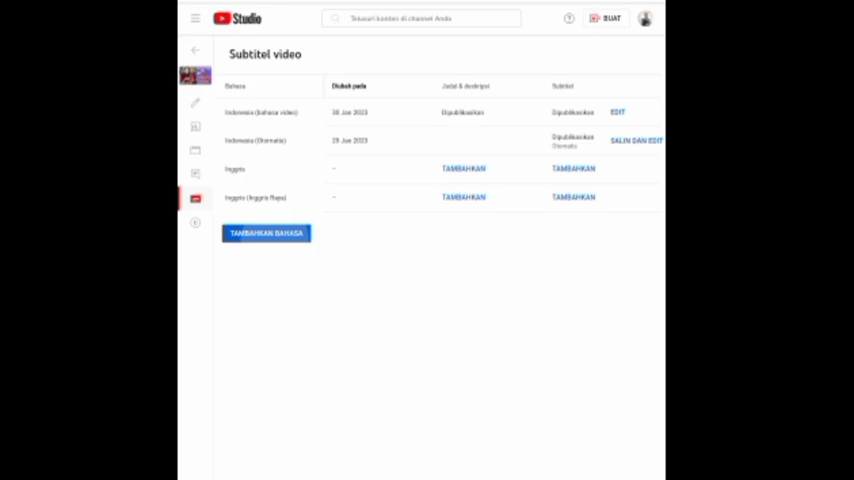 Studio
Telusuri konten di channel Anda
BUAT
Subtitel video
Bahasa Diubah pada Judul & deskripsi Subtitel
Indonesia (bahasa video) 30 Jan 2023 Dipublikasikan Dipublikasikan EDIT
Indonesia (Otomatis) 29 Jan 2023 Dipublikasikan SALIN DAN EDIT
Otomatis
Inggris – TAMBAHKAN TAMBAHKAN
Inggris (Inggris Raya) – TAMBAHKAN TAMBAHKAN
TAMBAHKAN BAHASA